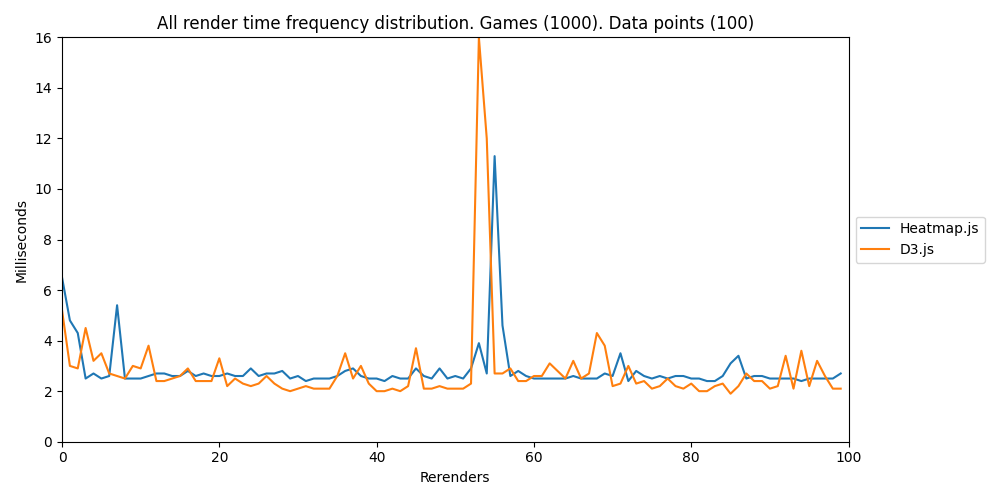 All render time frequency distribution. Games (1000). Data points (100)
16
14
12
10
8
6
4
2
0
Milliseconds
0 20 40 60 80 100
Rerenders
Heatmap.js
D3.js